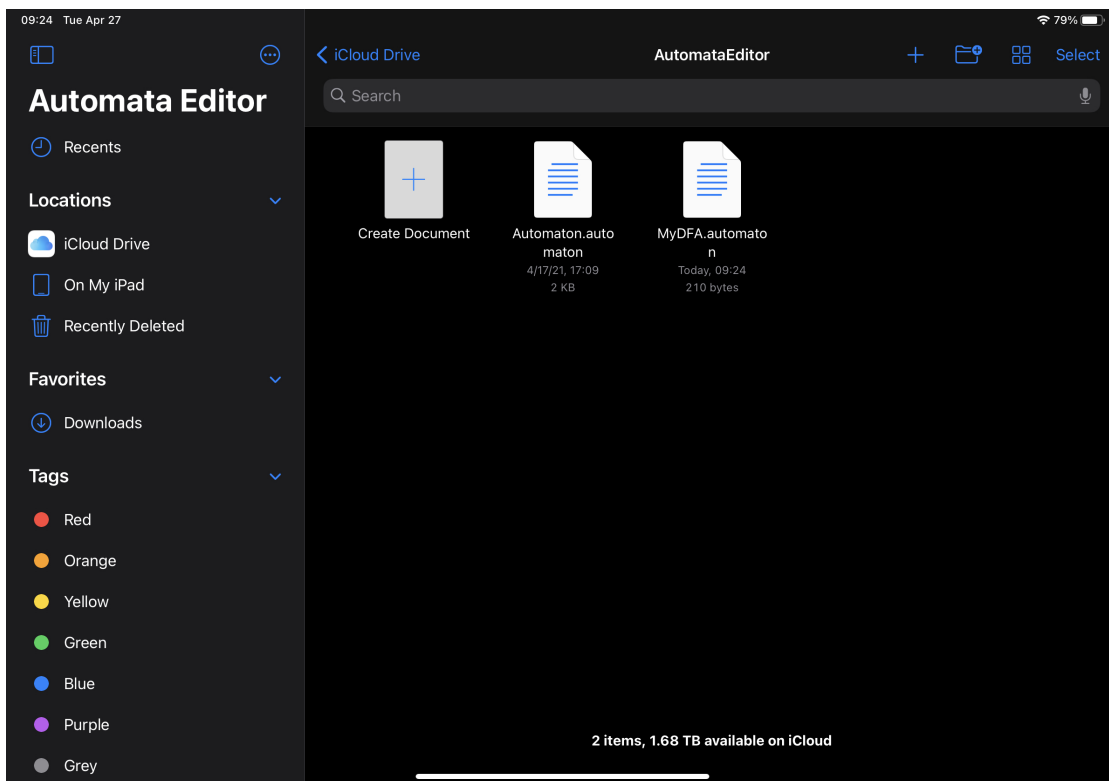 09:24 Tue Apr 27
79%
Automata Editor
Recents
Locations
iCloud Drive
On My iPad
Recently Deleted
Favorites
Downloads
Tags
Red
Orange
Yellow
Green
Blue
Purple
Grey
iCloud Drive
AutomataEditor
Select
Search
Create Document
Automaton.auto
maton
4/17/21, 17:09
2 KB
MyDFA.automato
n
Today, 09:24
210 bytes
2 items, 1.68 TB available on iCloud